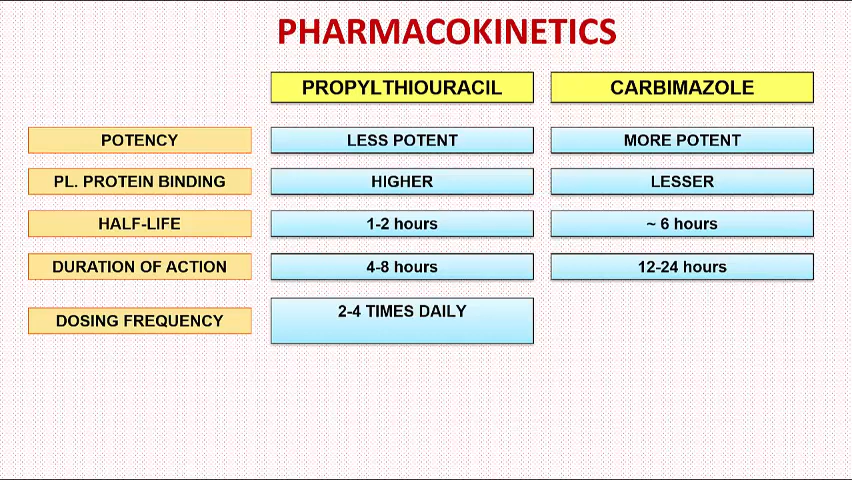 PHARMACOKINETICS
PROPYLTHIOURACIL CARBIMAZOLE
POTENCY LESS POTENT MORE POTENT
PL. PROTEIN BINDING HIGHER LESSER
HALF-LIFE 1-2 hours ~ 6 hours
DURATION OF ACTION 4-8 hours 12-24 hours
DOSING FREQUENCY 2-4 TIMES DAILY